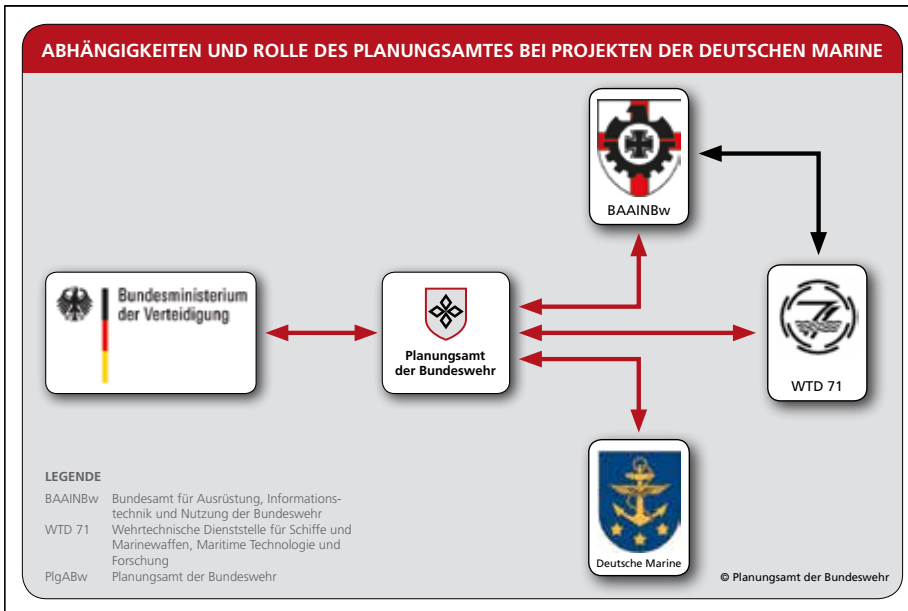 ABHÄNGIGKEITEN UND ROLLE DES PLANUNGSAMTES BEI PROJEKTEN DER DEUTSCHEN MARINE
BAAINBw
Bundesministerium
der Verteidigung
Planungsamt
der Bundeswehr
WTD 71
Deutsche Marine
LEGENDE
BAAINBw Bundesamt für Ausrüstung, Informations-
technik und Nutzung der Bundeswehr
WTD 71 Wehrtechnische Dienststelle für Schiffe und
Marinewaffen, Maritime Technologie und
Forschung
PlgABw Planungsamt der Bundeswehr
© Planungsamt der Bundeswehr